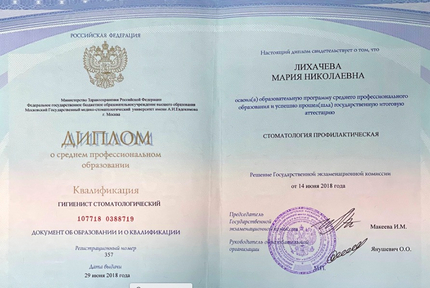 РОССИЙСКАЯ ФЕДЕРАЦИЯ
Министерство Здравоохранения Российской Федерации
Федеральное государственное бюджетное образовательное учреждение высшего образования
Московский Государственный медико-стоматологический университет имени А.И.Евдокимова
г. Москва
ДИПЛОМ
о среднем профессиональном
образовании
Квалификация
ГИГИЕНИСТ СТОМАТОЛОГИЧЕСКИЙ
107718 0388719
ДОКУМЕНТ ОБ ОБРАЗОВАНИИ И О КВАЛИФИКАЦИИ
Регистрационный номер
357
Дата выдачи
29 июня 2018 года
Настоящий диплом свидетельствует о том, что
ЛИХАЧЕВА
МАРИЯ НИКОЛАЕВНА
освоил(а) образовательную программу среднего профессионального
образования и успешно прошел(шла) государственную итоговую
аттестацию
СТОМАТОЛОГИЯ ПРОФИЛАКТИЧЕСКАЯ
Решение Государственной экзаменационной комиссии
от 14 июня 2018 года
Председатель
Государственной
экзаменационной комиссии
Макеева И.М.
Руководитель образовательной
организации
Янушевич О.О.
М.П.